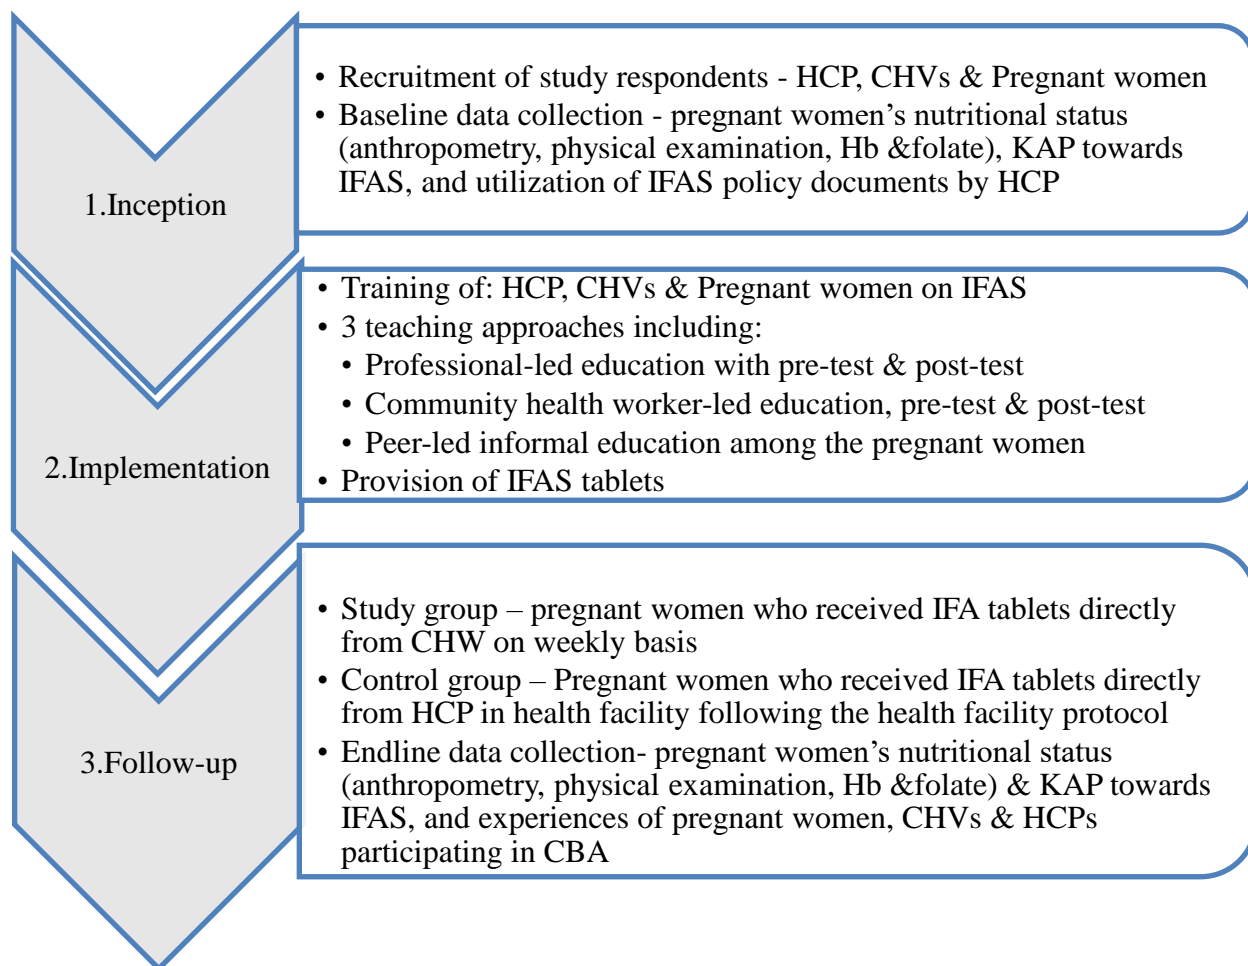 1.Inception
• Recruitment of study respondents - HCP, CHVs & Pregnant women
• Baseline data collection - pregnant women’s nutritional status
(anthropometry, physical examination, Hb &folate), KAP towards
IFAS, and utilization of IFAS policy documents by HCP
2.Implementation
• Training of: HCP, CHVs & Pregnant women on IFAS
• 3 teaching approaches including:
• Professional-led education with pre-test & post-test
• Community health worker-led education, pre-test & post-test
• Peer-led informal education among the pregnant women
• Provision of IFAS tablets
3.Follow-up
• Study group – pregnant women who received IFA tablets directly
from CHW on weekly basis
• Control group – Pregnant women who received IFA tablets directly
from HCP in health facility following the health facility protocol
• Endline data collection- pregnant women’s nutritional status
(anthropometry, physical examination, Hb &folate) & KAP towards
IFAS, and experiences of pregnant women, CHVs & HCPs
participating in CBA